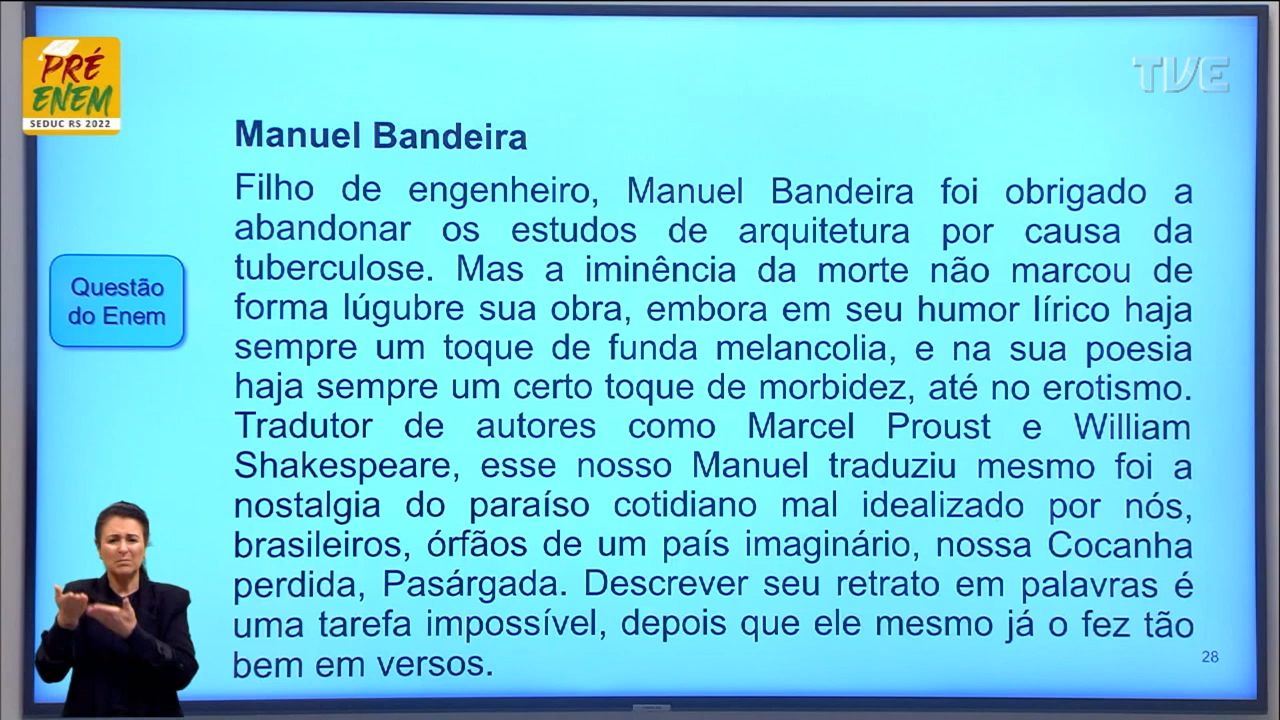 PRÉ
ENEM
SEDUC RS 2022
TVE
Manuel Bandeira
Filho de engenheiro, Manuel Bandeira foi obrigado a
abandonar os estudos de arquitetura por causa da
tuberculose. Mas a iminência da morte não marcou de
forma lúgubre sua obra, embora em seu humor lírico haja
sempre um toque de funda melancolia, e na sua poesia
haja sempre um certo toque de morbidez, até no erotismo.
Tradutor de autores como Marcel Proust e William
Shakespeare, esse nosso Manuel traduziu mesmo foi a
nostalgia do paraíso cotidiano mal idealizado por nós,
brasileiros, órfãos de um país imaginário, nossa Cocanha
perdida, Pasárgada. Descrever seu retrato em palavras é
uma tarefa impossível, depois que ele mesmo já o fez tão
bem em versos.
Questão
do Enem
28